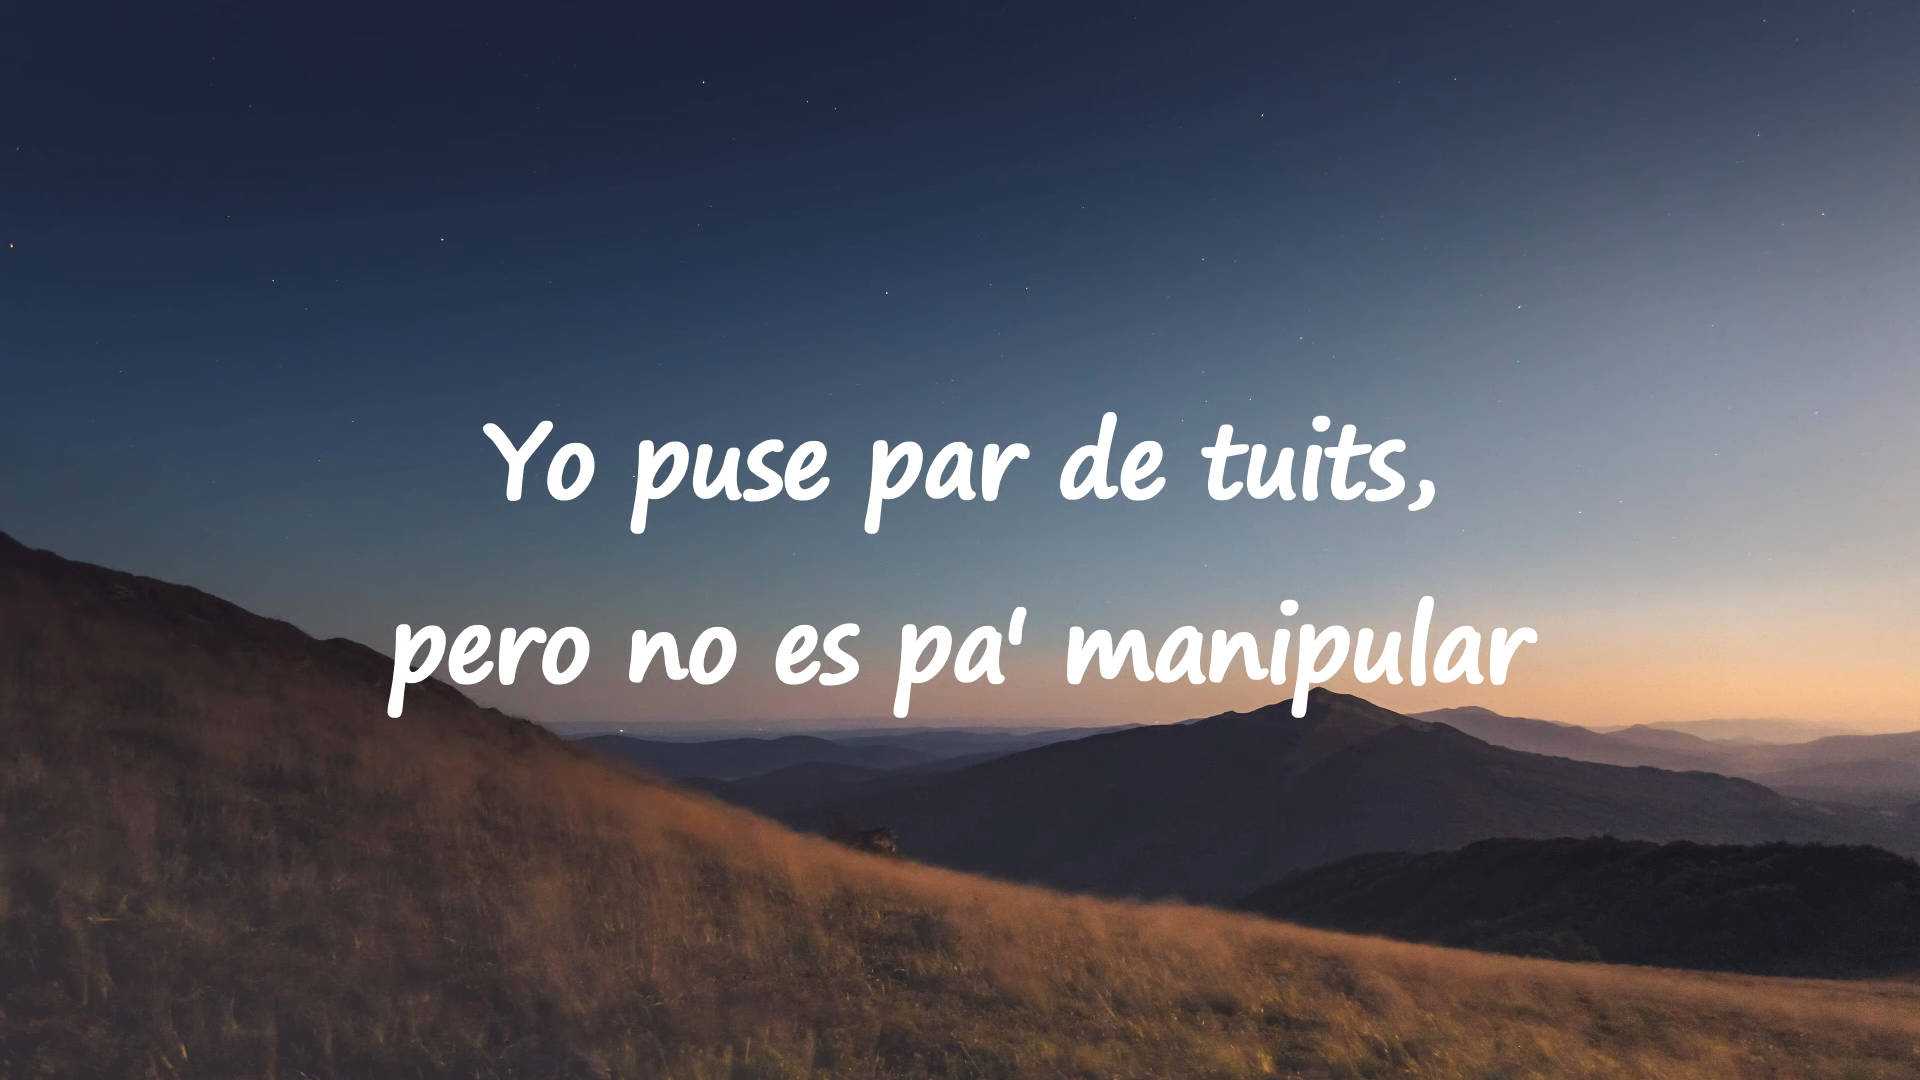 Yo puse par de tuits,
pero no es pa' manipular